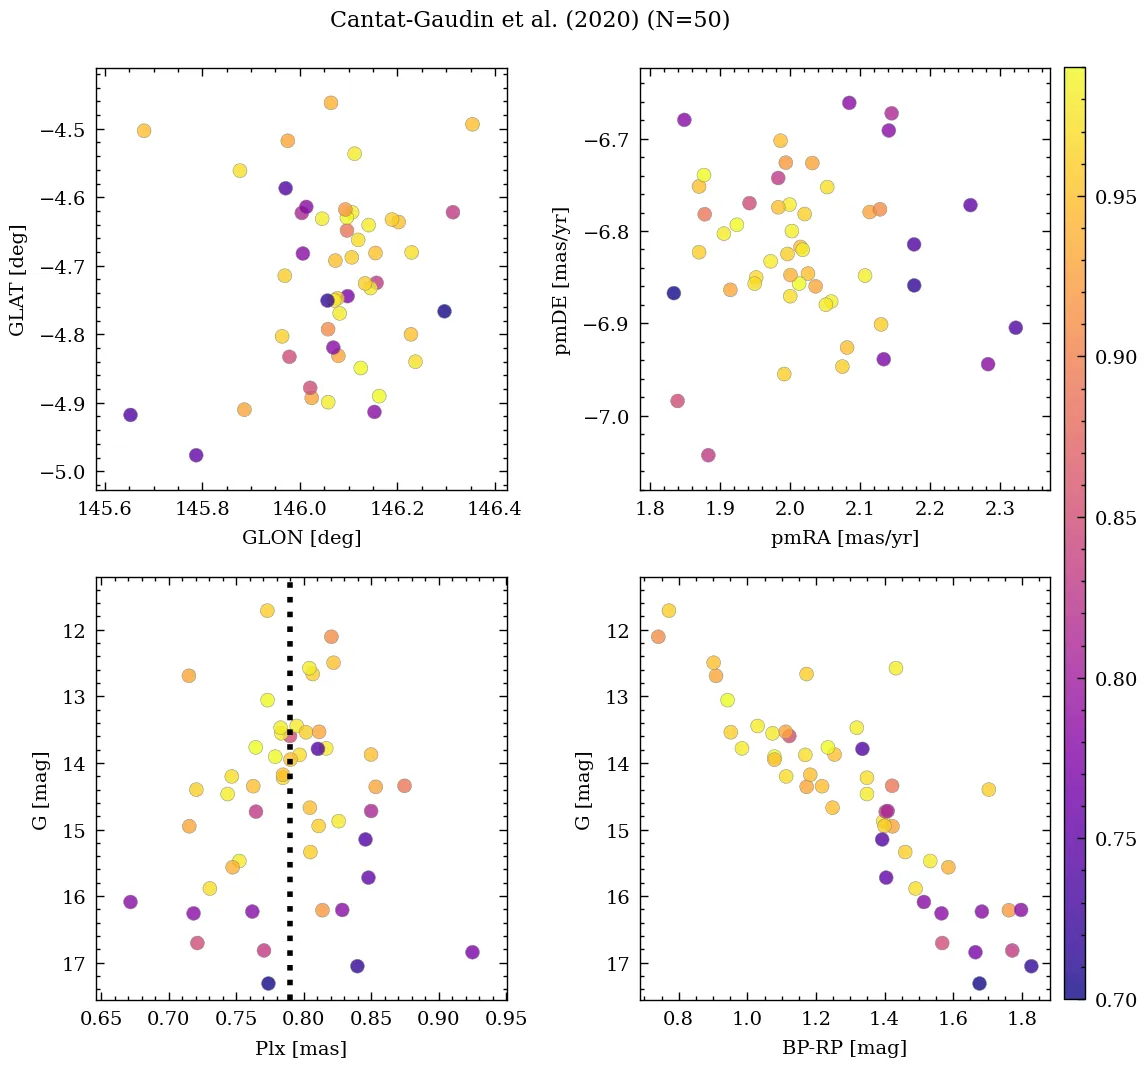 Cantat-Gaudin et al. (2020) (N=50)
−4.5
−4.6
−4.7
−4.8
−4.9
−5.0
GLAT [deg]
145.6 145.8 146.0 146.2 146.4
GLON [deg]
−6.7
−6.8
−6.9
−7.0
pmDE [mas/yr]
1.8 1.9 2.0 2.1 2.2 2.3
pmRA [mas/yr]
12
13
14
15
16
17
G [mag]
0.65 0.70 0.75 0.80 0.85 0.90 0.95
Plx [mas]
12
13
14
15
16
17
G [mag]
0.8 1.0 1.2 1.4 1.6 1.8
BP-RP [mag]
0.95
0.90
0.85
0.80
0.75
0.70